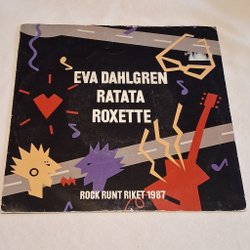 EVA DAHLGREN
RATATA
ROXETTE
ROCK RUNT RIKET 1987